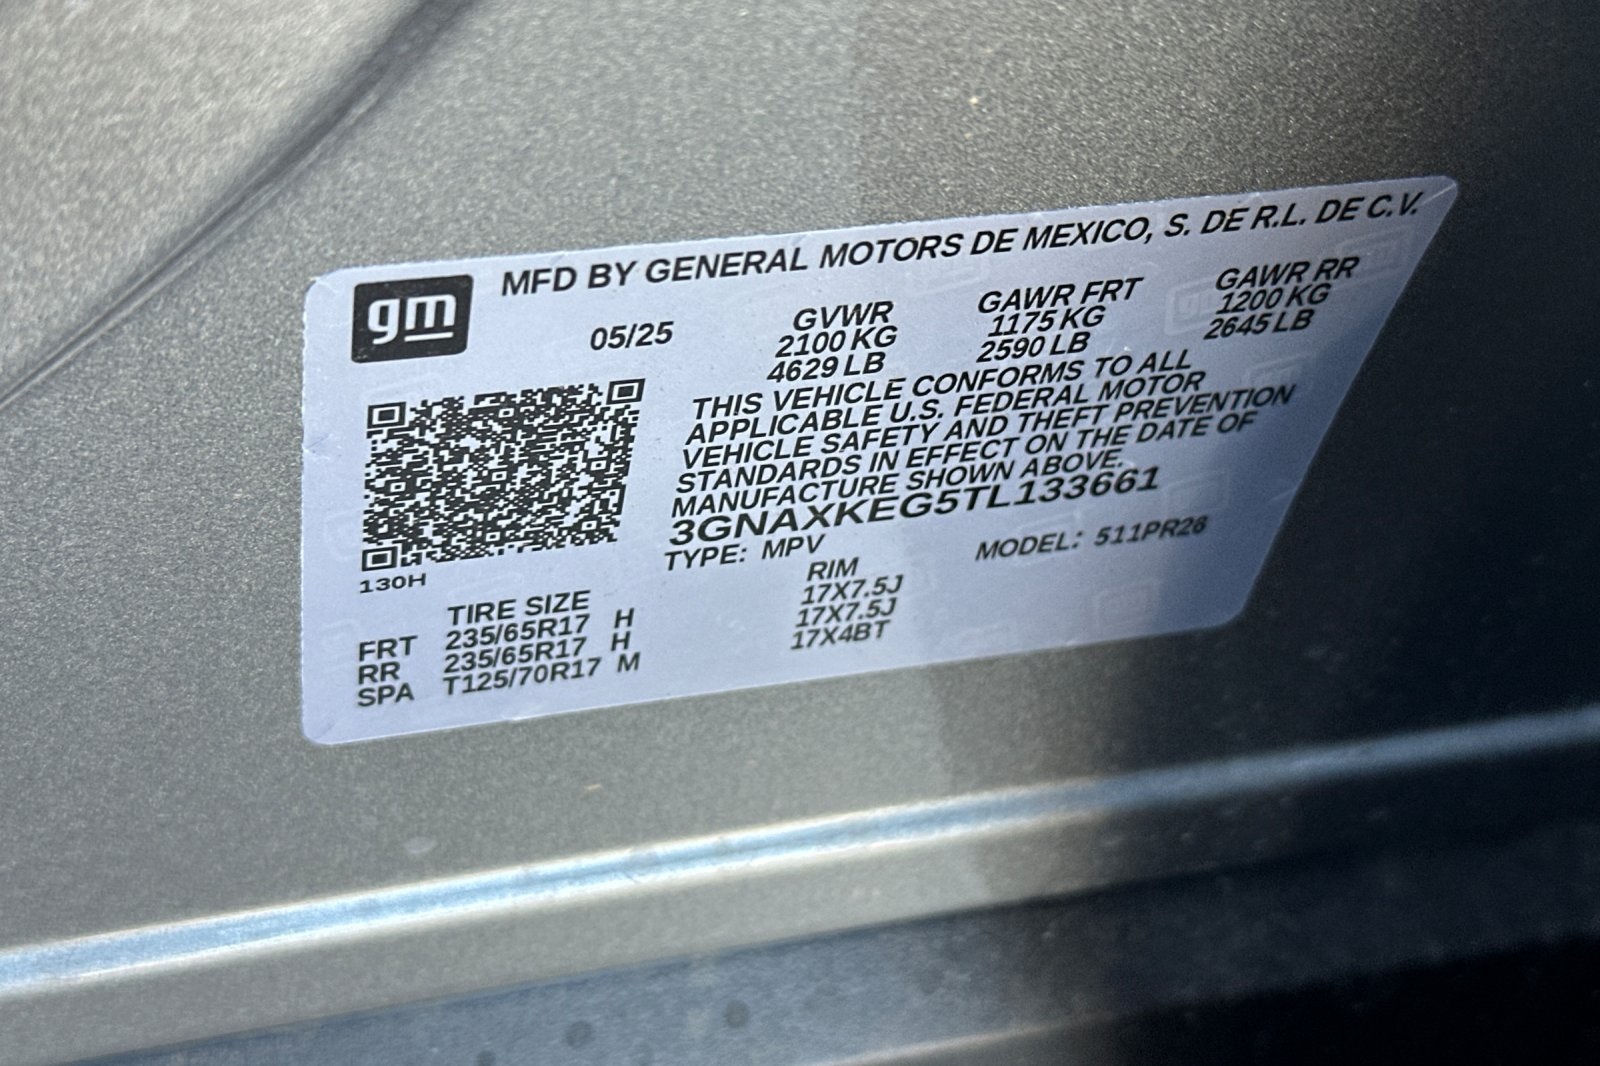 gm
MFD BY GENERAL MOTORS DE MEXICO, S. DE R.L. DE C.V.
05/25
GVWR GAWR FRT GAWR RR
2100 KG 1175 KG 1200 KG
4629 LB 2590 LB 2645 LB
THIS VEHICLE CONFORMS TO ALL
APPLICABLE U.S. FEDERAL MOTOR
VEHICLE SAFETY AND THEFT PREVENTION
STANDARDS IN EFFECT ON THE DATE OF
MANUFACTURE SHOWN ABOVE.
3GNAXKEG5TL133661
TYPE: MPV MODEL: 511PR26
130H
TIRE SIZE RIM
FRT 235/65R17 H 17X7.5J
RR 235/65R17 H 17X7.5J
SPA T125/70R17 M 17X4BT